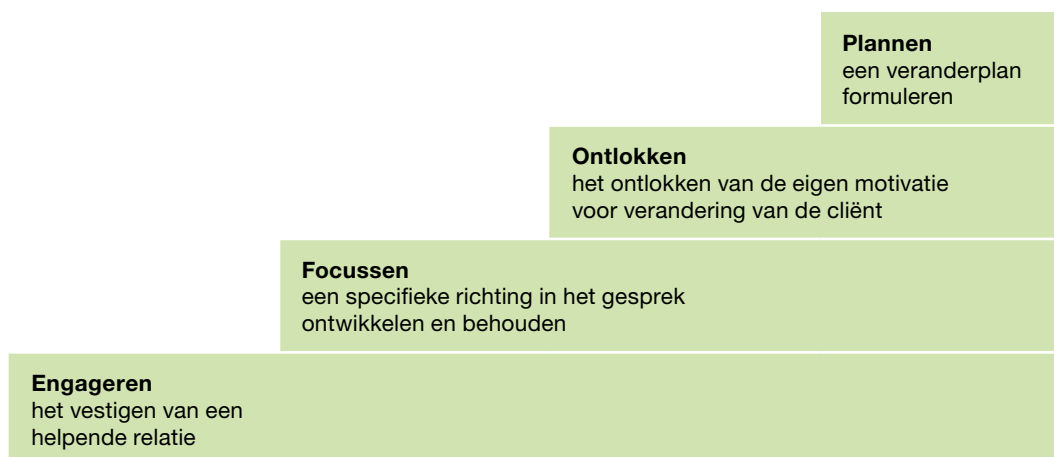 Plannen
een veranderplan
formuleren
Ontlokken
het ontlokken van de eigen motivatie
voor verandering van de cliënt
Focussen
een specifieke richting in het gesprek
ontwikkelen en behouden
Engageren
het vestigen van een
helpende relatie